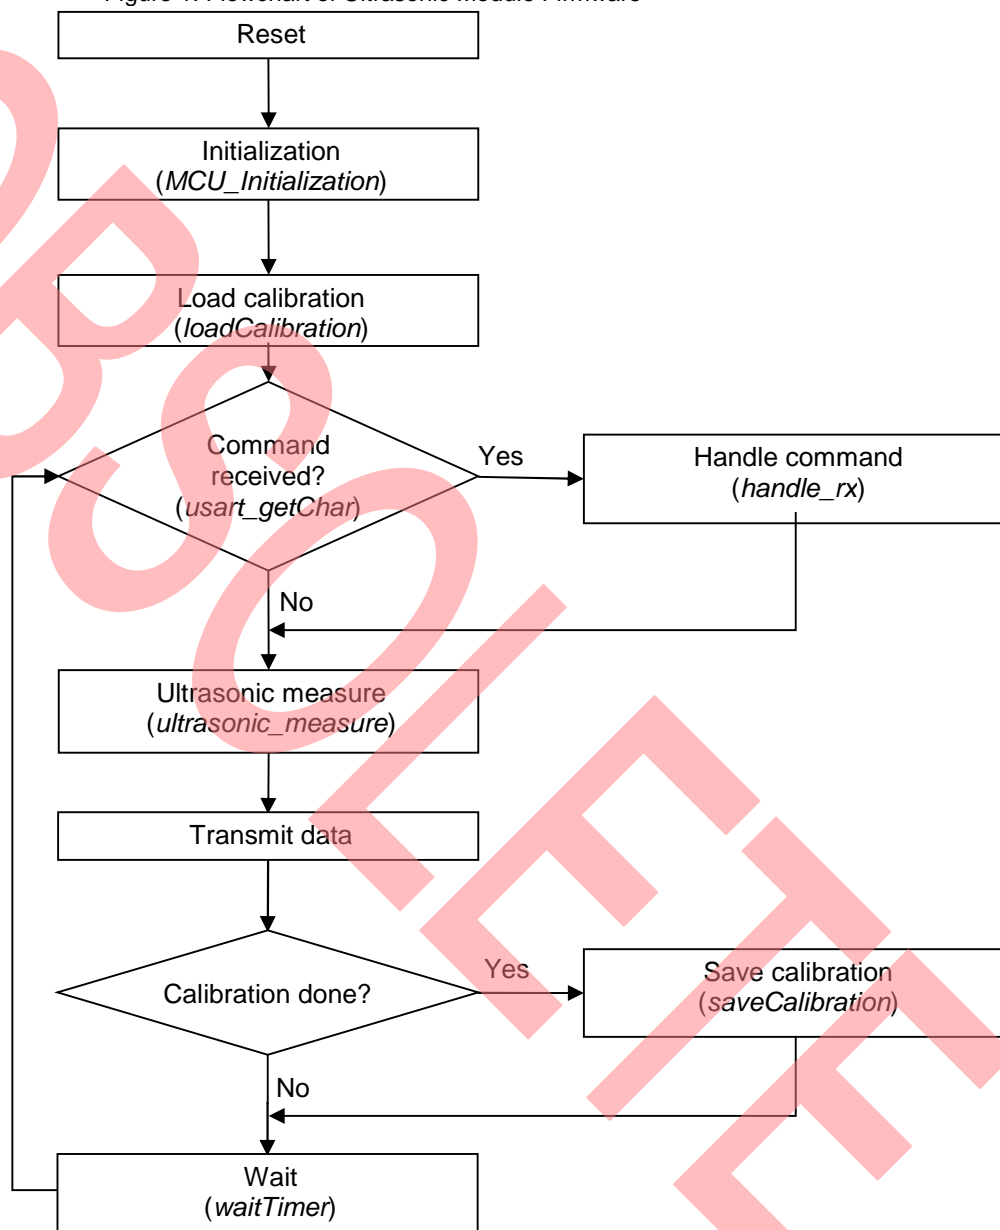 Figure 1. Flowchart of Ultrasonic Module Firmware
Reset
Initialization
(MCU_Initialization)
Load calibration
(loadCalibration)
Command
received?
(usart_getChar)
Yes
Handle command
(handle_rx)
No
Ultrasonic measure
(ultrasonic_measure)
Transmit data
Calibration done?
Yes
Save calibration
(saveCalibration)
No
Wait
(waitTimer)
OBSOLETE